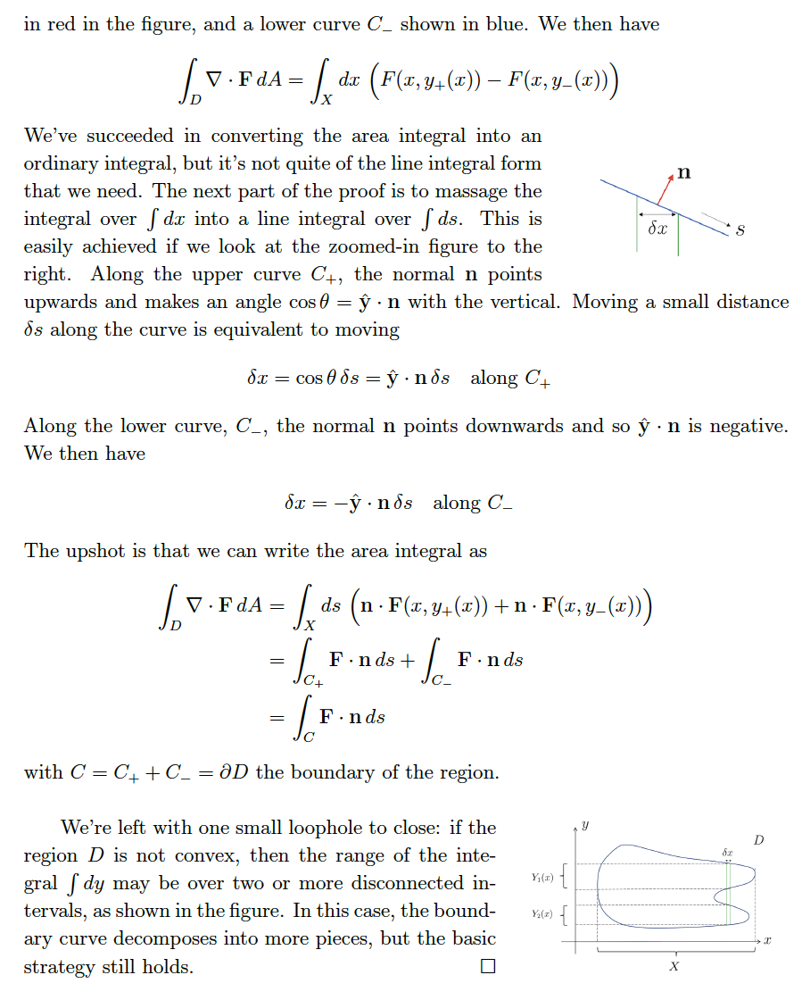 in red in the figure, and a lower curve C₋ shown in blue. We then have
∫_D ∇ · F dA = ∫_X dx (F(x, y₊(x)) − F(x, y₋(x)))
We’ve succeeded in converting the area integral into an
ordinary integral, but it’s not quite of the line integral form
that we need. The next part of the proof is to massage the
integral over ∫ dx into a line integral over ∫ ds. This is
easily achieved if we look at the zoomed-in figure to the
right. Along the upper curve C₊, the normal n points
n
δx
s
upwards and makes an angle cos θ = ŷ · n with the vertical. Moving a small distance
δs along the curve is equivalent to moving
δx = cos θ δs = ŷ · n δs along C₊
Along the lower curve, C₋, the normal n points downwards and so ŷ · n is negative.
We then have
δx = −ŷ · n δs along C₋
The upshot is that we can write the area integral as
∫_D ∇ · F dA = ∫_X ds (n · F(x, y₊(x)) + n · F(x, y₋(x)))
= ∫_C₊ F · n ds + ∫_C₋ F · n ds
= ∫_C F · n ds
with C = C₊ + C₋ = ∂D the boundary of the region.
We’re left with one small loophole to close: if the
region D is not convex, then the range of the inte-
gral ∫ dy may be over two or more disconnected in-
tervals, as shown in the figure. In this case, the bound-
ary curve decomposes into more pieces, but the basic
strategy still holds. □
y
D
δx
Y₁(x)
Y₂(x)
x
X